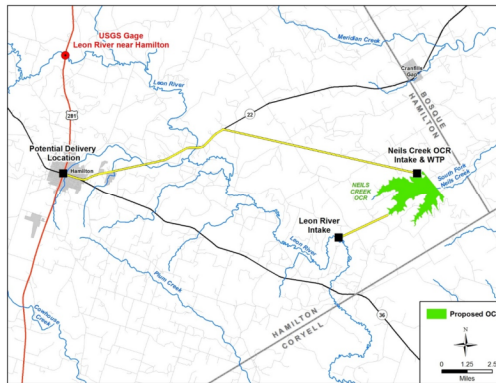 USGS Gage
Leon River near Hamilton
Meridian Creek
Leon River
Cranfills
Gap
BOSQUE
HAMILTON
281
22
Potential Delivery
Location
Hamilton
Neils Creek OCR
Intake & WTP
South Fork
Neils Creek
NEILS
CREEK
OCR
Leon River
Intake
Leon River
Plum Creek
Cowhouse
Creek
HAMILTON
CORYELL
36
Proposed OC
N
0 1.25 2.5
Miles